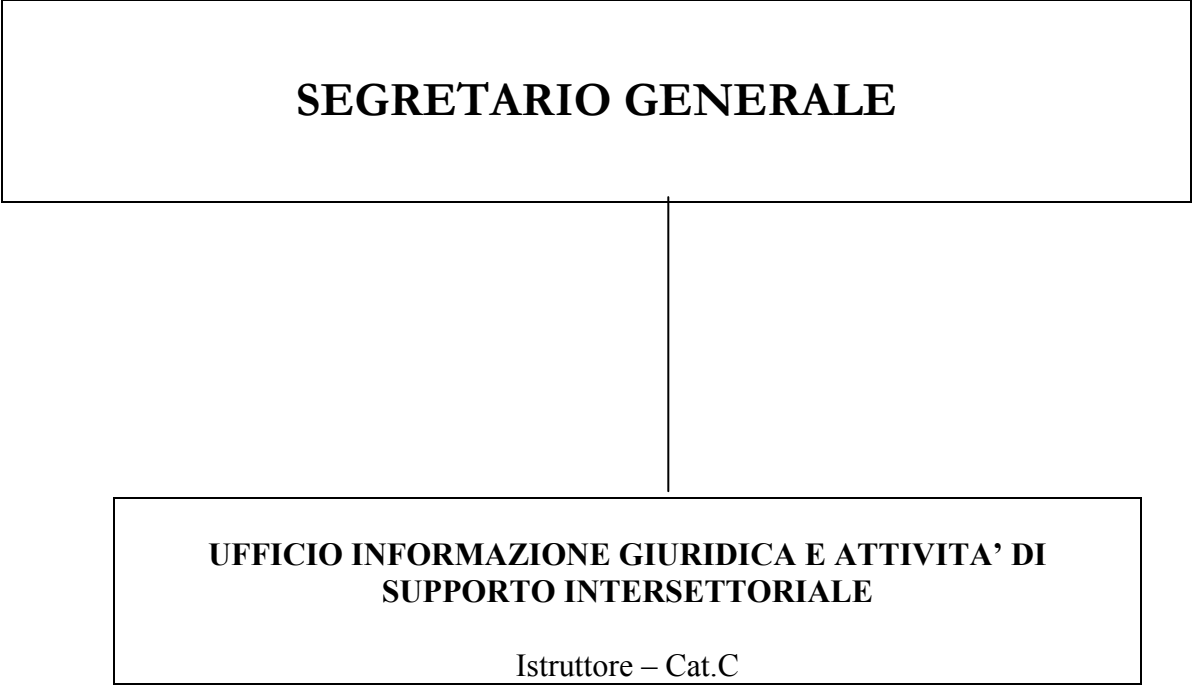 SEGRETARIO GENERALE
UFFICIO INFORMAZIONE GIURIDICA E ATTIVITA’ DI
SUPPORTO INTERSETTORIALE
Istruttore – Cat.C